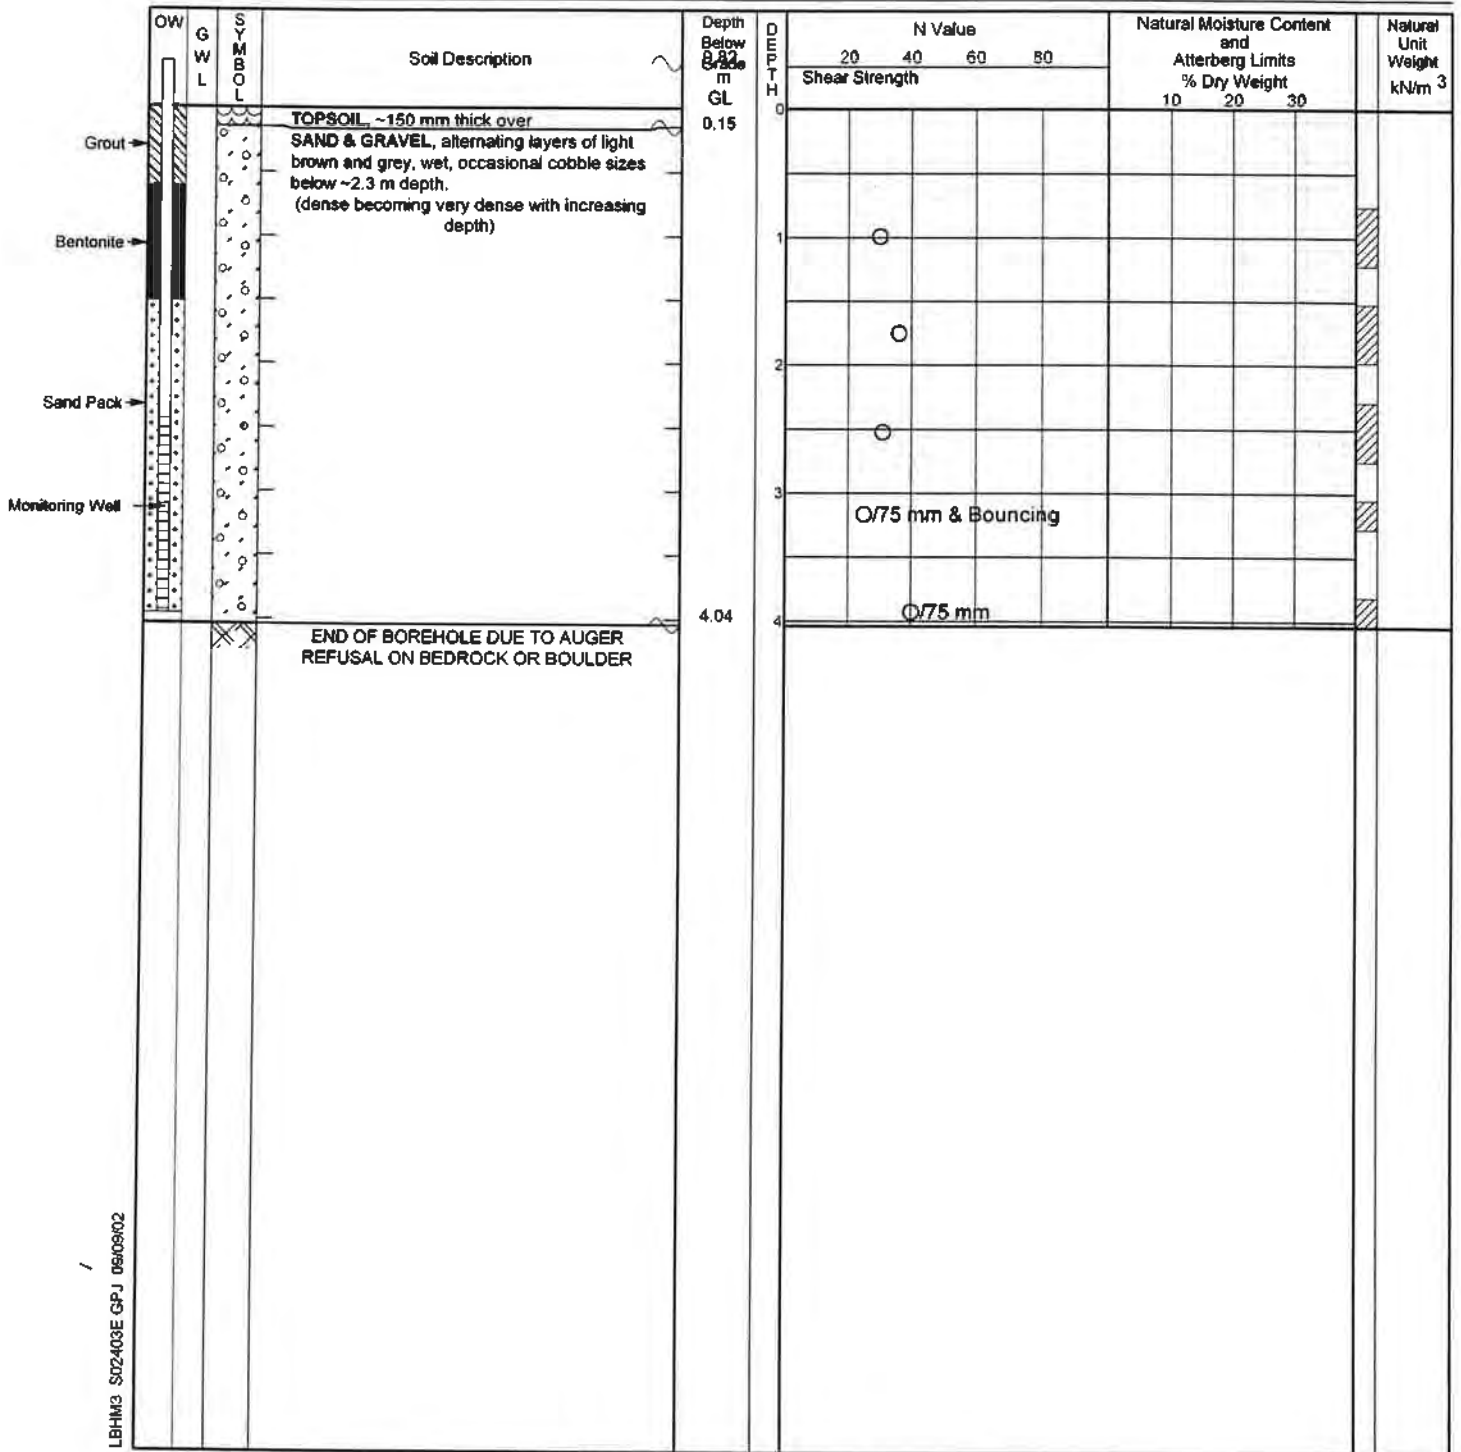 OW
GWL
SYMBOL
Soil Description
Depth
Below
Grade
m
GL
DEPTH
N Value
20 40 60 80
Shear Strength
Natural Moisture Content
and
Atterberg Limits
% Dry Weight
10 20 30
Natural
Unit
Weight
kN/m 3
0
TOPSOIL, ~150 mm thick over
0.15
Grout
SAND & GRAVEL, alternating layers of light
brown and grey, wet, occasional cobble sizes
below ~2.3 m depth.
(dense becoming very dense with increasing
depth)
Bentonite
1
2
Sand Pack
3
Monitoring Well
/75 mm & Bouncing
/75 mm
4.04
4
END OF BOREHOLE DUE TO AUGER
REFUSAL ON BEDROCK OR BOULDER
LBHM3 S02403E GPJ 09/09/02